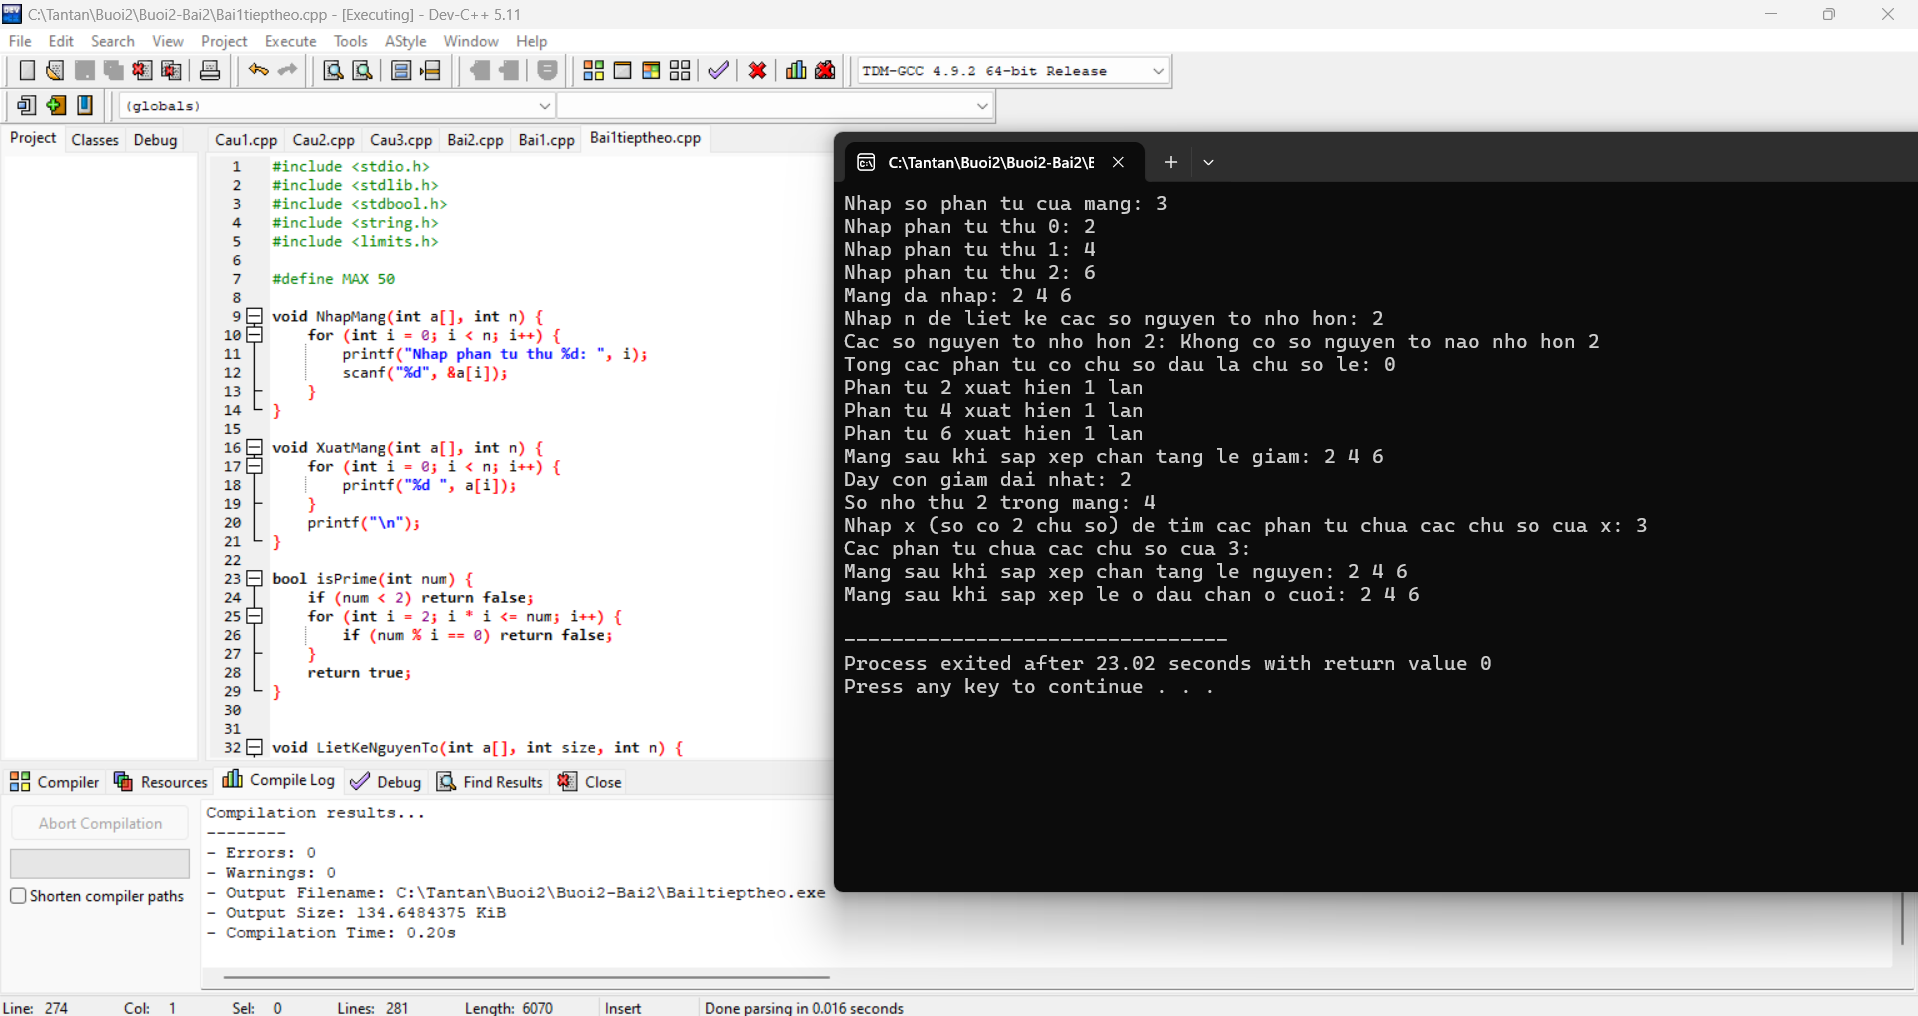 C:\Tantan\Buoi2\Buoi2-Bai2\Bai1tieptheo.cpp - [Executing] - Dev-C++ 5.11
File Edit Search View Project Execute Tools AStyle Window Help
TDM-GCC 4.9.2 64-bit Release
(globals)
Project Classes Debug
Cau1.cpp Cau2.cpp Cau3.cpp Bai2.cpp Bai1.cpp Bai1tieptheo.cpp
1 #include <stdio.h>
2 #include <stdlib.h>
3 #include <stdbool.h>
4 #include <string.h>
5 #include <limits.h>
6
7 #define MAX 50
8
9 void NhapMang(int a[], int n) {
10 for (int i = 0; i < n; i++) {
11 printf("Nhap phan tu thu %d: ", i);
12 scanf("%d", &a[i]);
13 }
14 }
15
16 void XuatMang(int a[], int n) {
17 for (int i = 0; i < n; i++) {
18 printf("%d ", a[i]);
19 }
20 printf("\n");
21 }
22
23 bool isPrime(int num) {
24 if (num < 2) return false;
25 for (int i = 2; i * i <= num; i++) {
26 if (num % i == 0) return false;
27 }
28 return true;
29 }
30
31
32 void LietKeNguyenTo(int a[], int size, int n) {
C:\Tantan\Buoi2\Buoi2-Bai2\E
Nhap so phan tu cua mang: 3
Nhap phan tu thu 0: 2
Nhap phan tu thu 1: 4
Nhap phan tu thu 2: 6
Mang da nhap: 2 4 6
Nhap n de liet ke cac so nguyen to nho hon: 2
Cac so nguyen to nho hon 2: Khong co so nguyen to nao nho hon 2
Tong cac phan tu co chu so dau la chu so le: 0
Phan tu 2 xuat hien 1 lan
Phan tu 4 xuat hien 1 lan
Phan tu 6 xuat hien 1 lan
Mang sau khi sap xep chan tang le giam: 2 4 6
Day con giam dai nhat: 2
So nho thu 2 trong mang: 4
Nhap x (so co 2 chu so) de tim cac phan tu chua cac chu so cua x: 3
Cac phan tu chua cac chu so cua 3:
Mang sau khi sap xep chan tang le nguyen: 2 4 6
Mang sau khi sap xep le o dau chan o cuoi: 2 4 6
--------------------------------
Process exited after 23.02 seconds with return value 0
Press any key to continue . . .
Compiler Resources Compile Log Debug Find Results Close
Abort Compilation
Shorten compiler paths
Compilation results...
--------
- Errors: 0
- Warnings: 0
- Output Filename: C:\Tantan\Buoi2\Buoi2-Bai2\Bai1tieptheo.exe
- Output Size: 134.6484375 KiB
- Compilation Time: 0.20s
Line: 274 Col: 1 Sel: 0 Lines: 281 Length: 6070 Insert Done parsing in 0.016 seconds